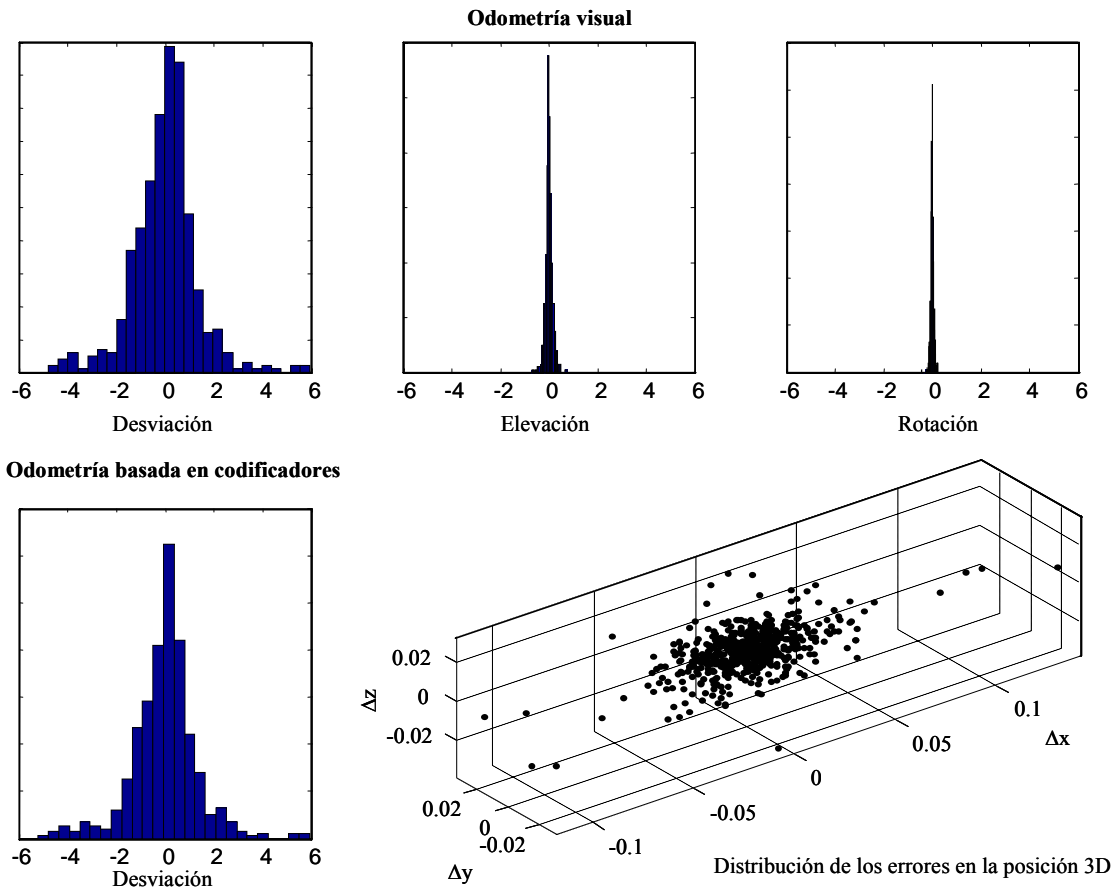 Odometría visual
-6 -4 -2 0 2 4 6
Desviación
-6 -4 -2 0 2 4 6
Elevación
-6 -4 -2 0 2 4 6
Rotación
Odometría basada en codificadores
-6 -4 -2 0 2 4 6
Desviación
0.02
0
-0.02
Δz
0.02
0
-0.02
Δy
-0.1
-0.05
0
0.05
0.1
Δx
Distribución de los errores en la posición 3D